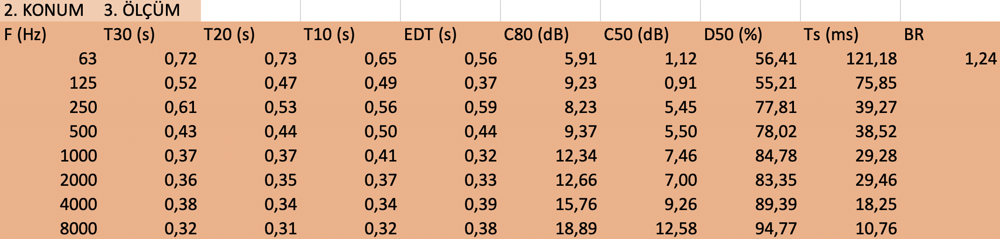 2. KONUM 3. ÖLÇÜM
F (Hz) T30 (s) T20 (s) T10 (s) EDT (s) C80 (dB) C50 (dB) D50 (%) Ts (ms) BR
63 0,72 0,73 0,65 0,56 5,91 1,12 56,41 121,18 1,24
125 0,52 0,47 0,49 0,37 9,23 0,91 55,21 75,85
250 0,61 0,53 0,56 0,59 8,23 5,45 77,81 39,27
500 0,43 0,44 0,50 0,44 9,37 5,50 78,02 38,52
1000 0,37 0,37 0,41 0,32 12,34 7,46 84,78 29,28
2000 0,36 0,35 0,37 0,33 12,66 7,00 83,35 29,46
4000 0,38 0,34 0,34 0,39 15,76 9,26 89,39 18,25
8000 0,32 0,31 0,32 0,38 18,89 12,58 94,77 10,76